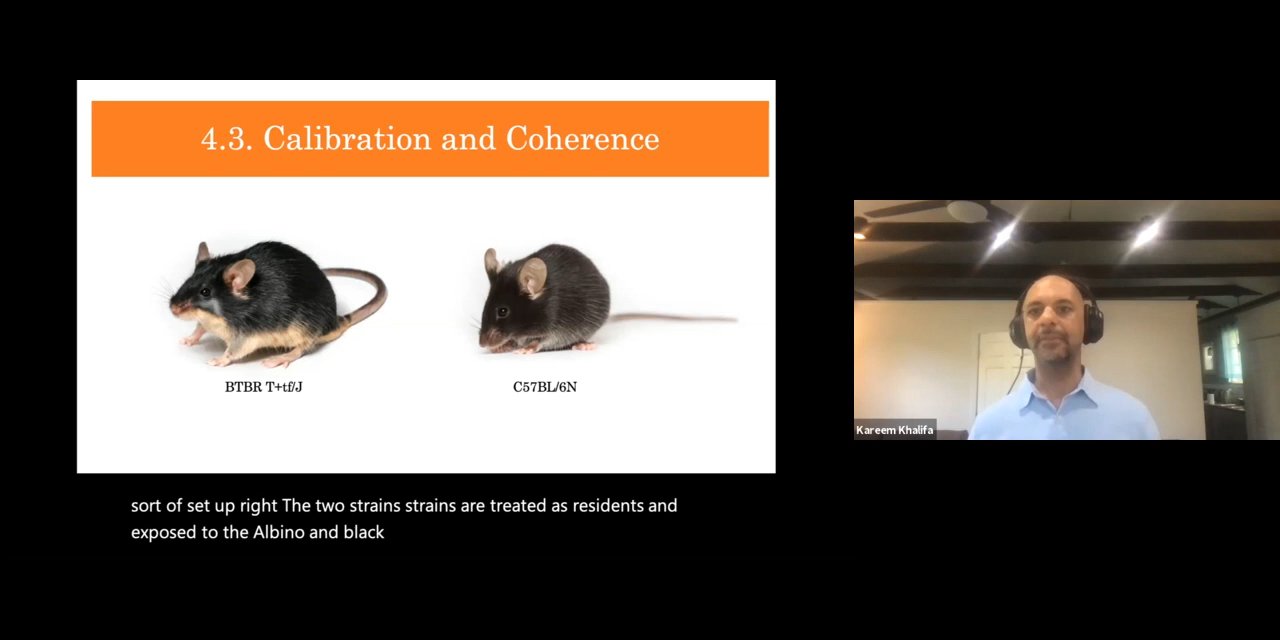 4.3. Calibration and Coherence
BTBR T+tf/J
C57BL/6N
Kareem Khalifa
sort of set up right The two strains strains are treated as residents and
exposed to the Albino and black